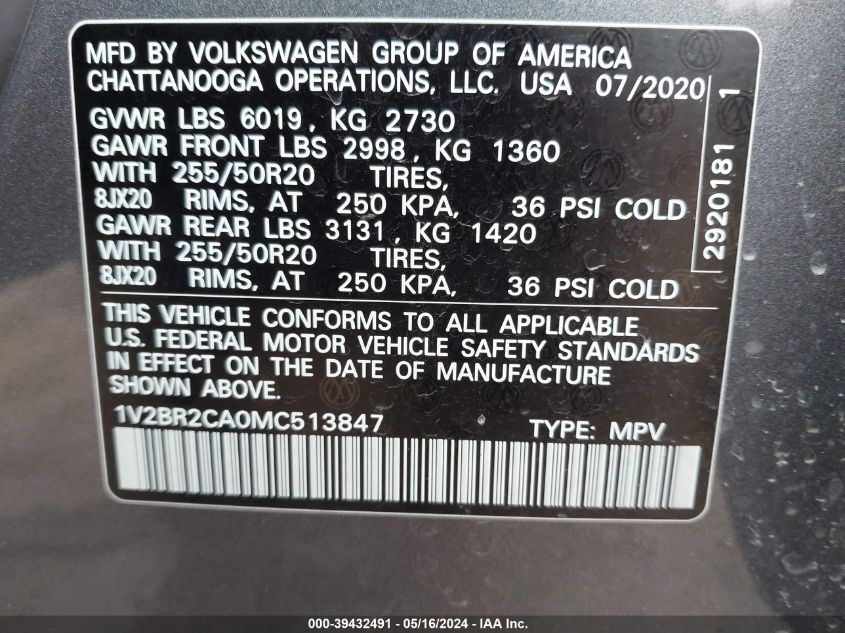 MFD BY VOLKSWAGEN GROUP OF AMERICA
CHATTANOOGA OPERATIONS, LLC. USA 07/2020
GVWR LBS 6019, KG 2730
GAWR FRONT LBS 2998, KG 1360
WITH 255/50R20 TIRES,
8JX20 RIMS, AT 250 KPA, 36 PSI COLD
GAWR REAR LBS 3131, KG 1420
WITH 255/50R20 TIRES,
8JX20 RIMS, AT 250 KPA, 36 PSI COLD
2920181 1
THIS VEHICLE CONFORMS TO ALL APPLICABLE
U.S. FEDERAL MOTOR VEHICLE SAFETY STANDARDS
IN EFFECT ON THE DATE OF MANUFACTURE
SHOWN ABOVE.
1V2BR2CA0MC513847 TYPE: MPV
000-39432491 - 05/16/2024 - IAA Inc.